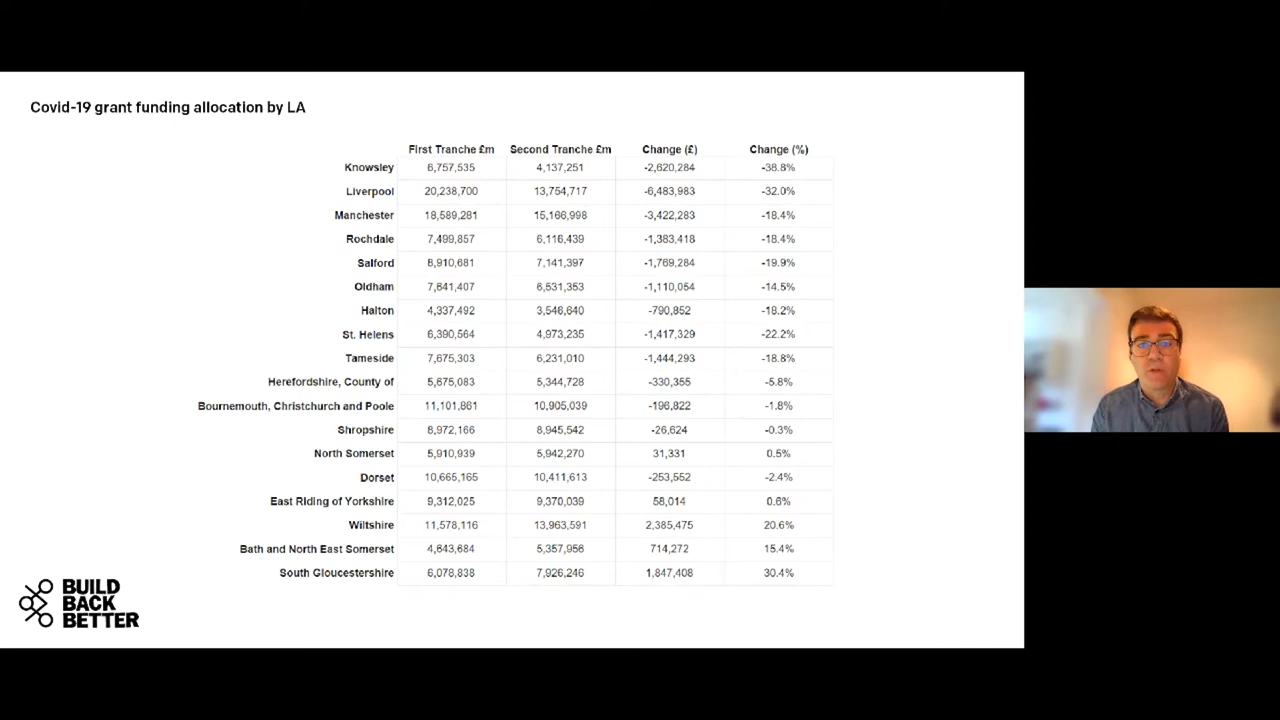 Covid-19 grant funding allocation by LA
First Tranche £m Second Tranche £m Change (£) Change (%)
Knowsley 6,757,535 4,137,251 -2,620,284 -38.8%
Liverpool 20,238,700 13,754,717 -6,483,983 -32.0%
Manchester 18,589,281 15,166,998 -3,422,283 -18.4%
Rochdale 7,499,857 6,116,439 -1,383,418 -18.4%
Salford 8,910,681 7,141,397 -1,769,284 -19.9%
Oldham 7,641,407 6,531,353 -1,110,054 -14.5%
Halton 4,337,492 3,546,640 -790,852 -18.2%
St. Helens 6,390,564 4,973,235 -1,417,329 -22.2%
Tameside 7,675,303 6,231,010 -1,444,293 -18.8%
Herefordshire, County of 5,675,083 5,344,728 -330,355 -5.8%
Bournemouth, Christchurch and Poole 11,101,861 10,905,039 -196,822 -1.8%
Shropshire 8,972,166 8,945,542 -26,624 -0.3%
North Somerset 5,910,939 5,942,270 31,331 0.5%
Dorset 10,665,165 10,411,613 -253,552 -2.4%
East Riding of Yorkshire 9,312,025 9,370,039 58,014 0.6%
Wiltshire 11,578,116 13,963,591 2,385,475 20.6%
Bath and North East Somerset 4,643,684 5,357,956 714,272 15.4%
South Gloucestershire 6,078,838 7,926,246 1,847,408 30.4%
BUILD
BACK
BETTER